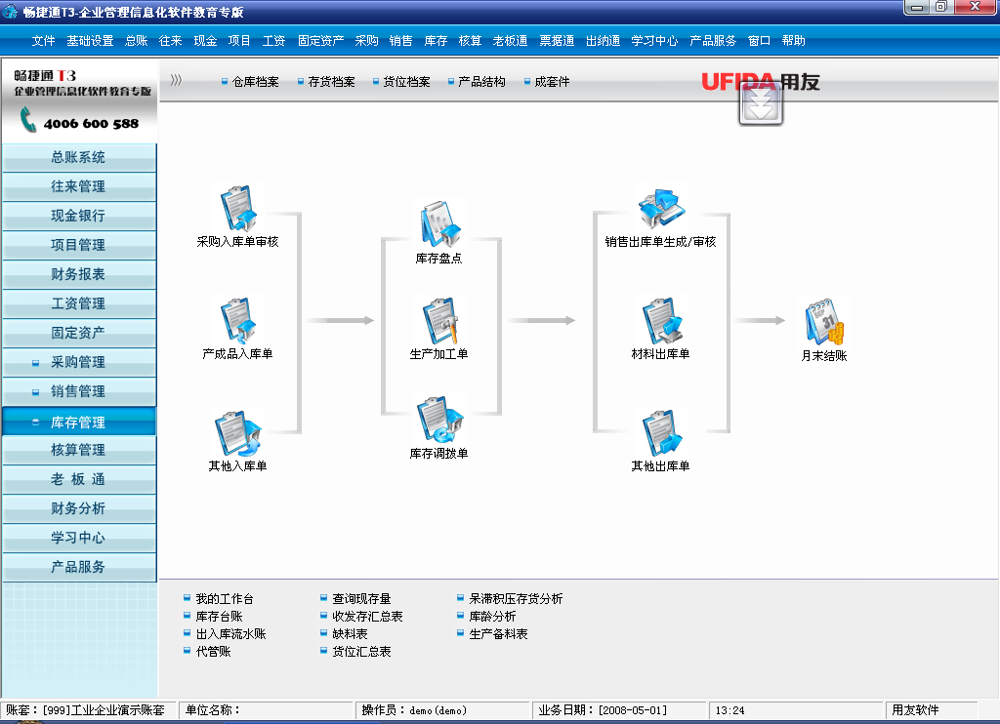 畅捷通T3-企业管理信息化软件教育专版
文件 基础设置 总账 往来 现金 项目 工资 固定资产 采购 销售 库存 核算 老板通 票据通 出纳通 学习中心 产品服务 窗口 帮助
畅捷通 T3
企业管理信息化软件教育专版
4006 600 588
仓库档案 存货档案 货位档案 产品结构 成套件
UFIDA 用友
总账系统
往来管理
现金银行
项目管理
财务报表
工资管理
固定资产
采购管理
销售管理
库存管理
核算管理
老 板 通
财务分析
学习中心
产品服务
采购入库单审核
产成品入库单
其他入库单
库存盘点
生产加工单
库存调拨单
销售出库单生成/审核
材料出库单
其他出库单
月末结账
我的工作台 查询现存量 呆滞积压存货分析
库存台账 收发存汇总表 库龄分析
出入库流水账 缺料表 生产备料表
代管账 货位汇总表
账套：[999]工业企业演示账套 单位名称： 操作员：demo(demo) 业务日期：[2008-05-01] 13:24 用友软件